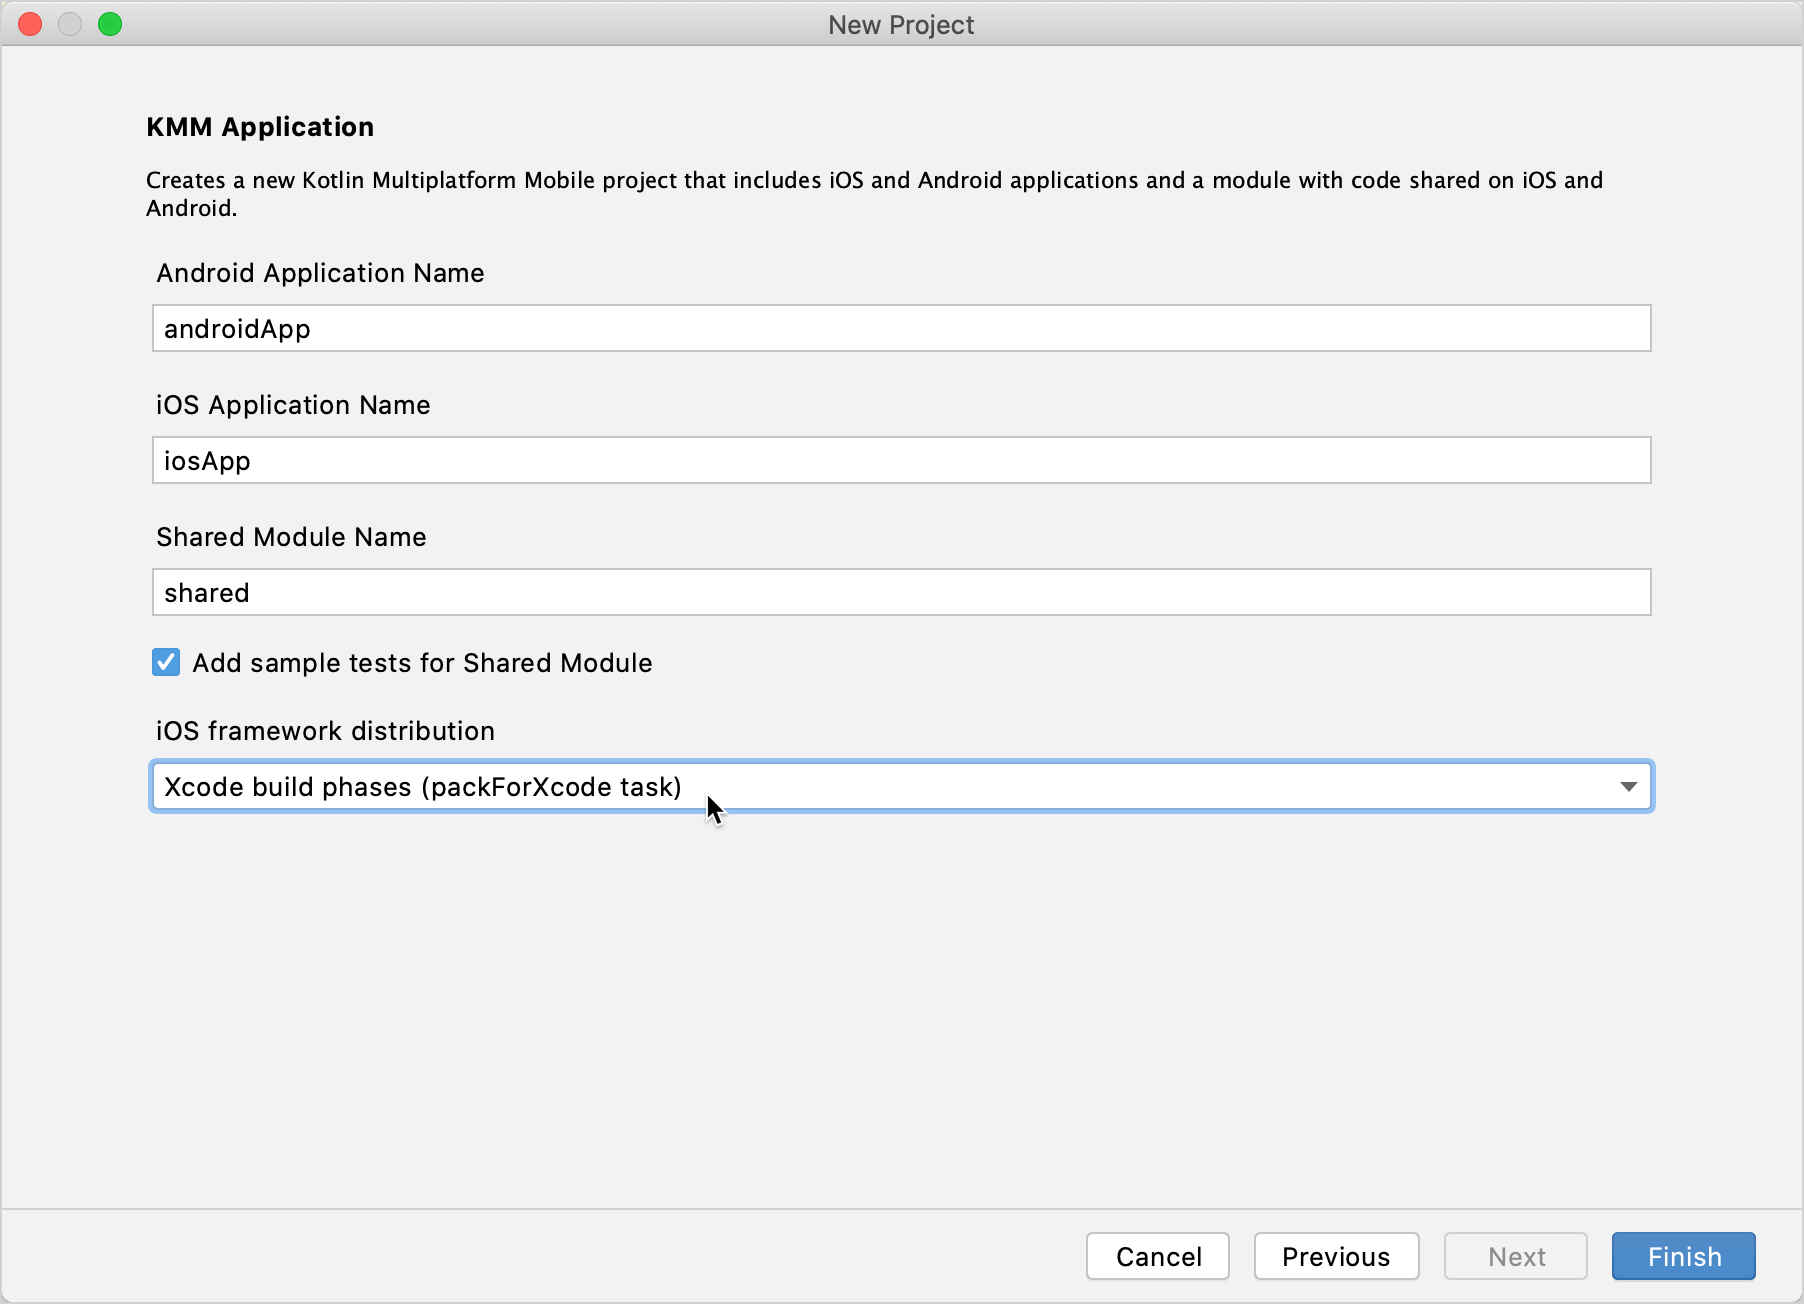 New Project
KMM Application
Creates a new Kotlin Multiplatform Mobile project that includes iOS and Android applications and a module with code shared on iOS and
Android.
Android Application Name
androidApp
iOS Application Name
iosApp
Shared Module Name
shared
Add sample tests for Shared Module
iOS framework distribution
Xcode build phases (packForXcode task)
Cancel Previous Next Finish